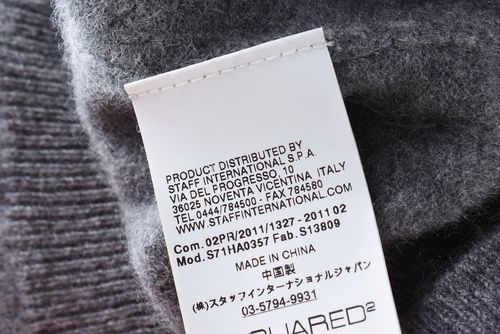 PRODUCT DISTRIBUTED BY
STAFF INTERNATIONAL S.P.A.
VIA DEL PROGRESSO, 10
36025 NOVENTA VICENTINA ITALY
TEL 0444/784500 - FAX 784580
WWW.STAFFINTERNATIONAL.COM
Com. 02PR/2011/1327 - 2011 02
Mod. S71HA0357 Fab. S13809
MADE IN CHINA
中国製
(株)スタッフインターナショナルジャパン
03-5794-9931